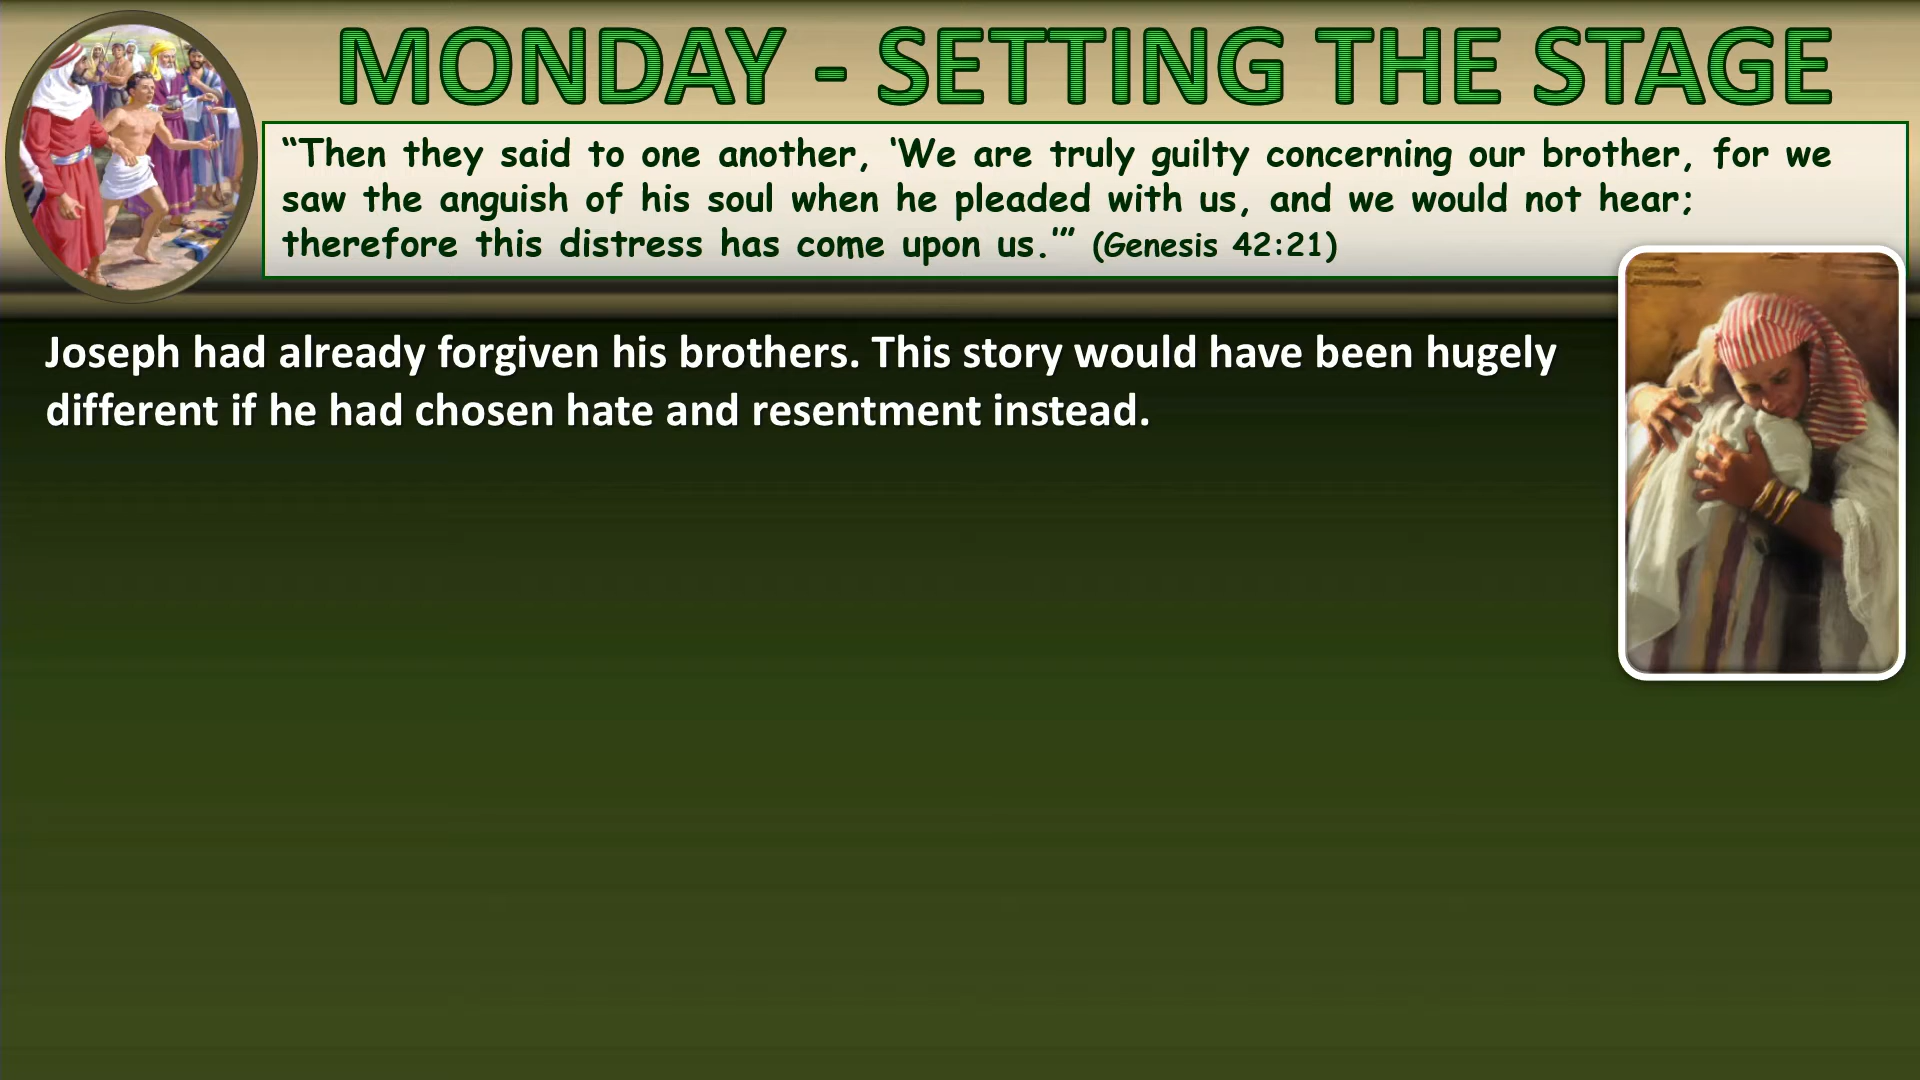 MONDAY - SETTING THE STAGE
“Then they said to one another, ‘We are truly guilty concerning our brother, for we
saw the anguish of his soul when he pleaded with us, and we would not hear;
therefore this distress has come upon us.’” (Genesis 42:21)
Joseph had already forgiven his brothers. This story would have been hugely
different if he had chosen hate and resentment instead.